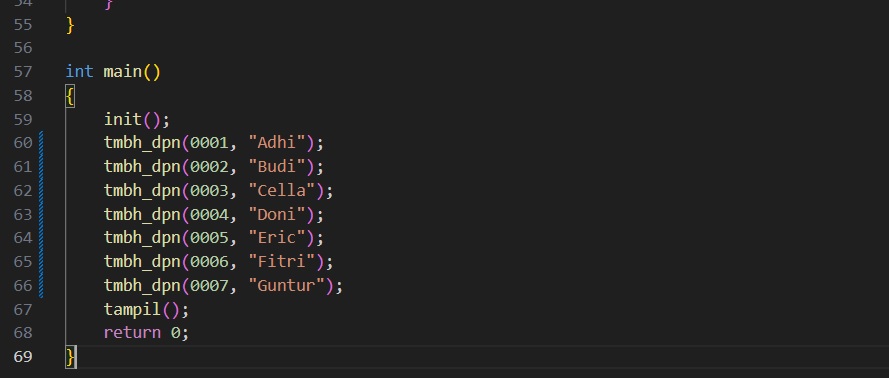 54 }
55 }
56
57 int main()
58 {
59 init();
60 tmbh_dpn(0001, "Adhi");
61 tmbh_dpn(0002, "Budi");
62 tmbh_dpn(0003, "Cella");
63 tmbh_dpn(0004, "Doni");
64 tmbh_dpn(0005, "Eric");
65 tmbh_dpn(0006, "Fitri");
66 tmbh_dpn(0007, "Guntur");
67 tampil();
68 return 0;
69 }